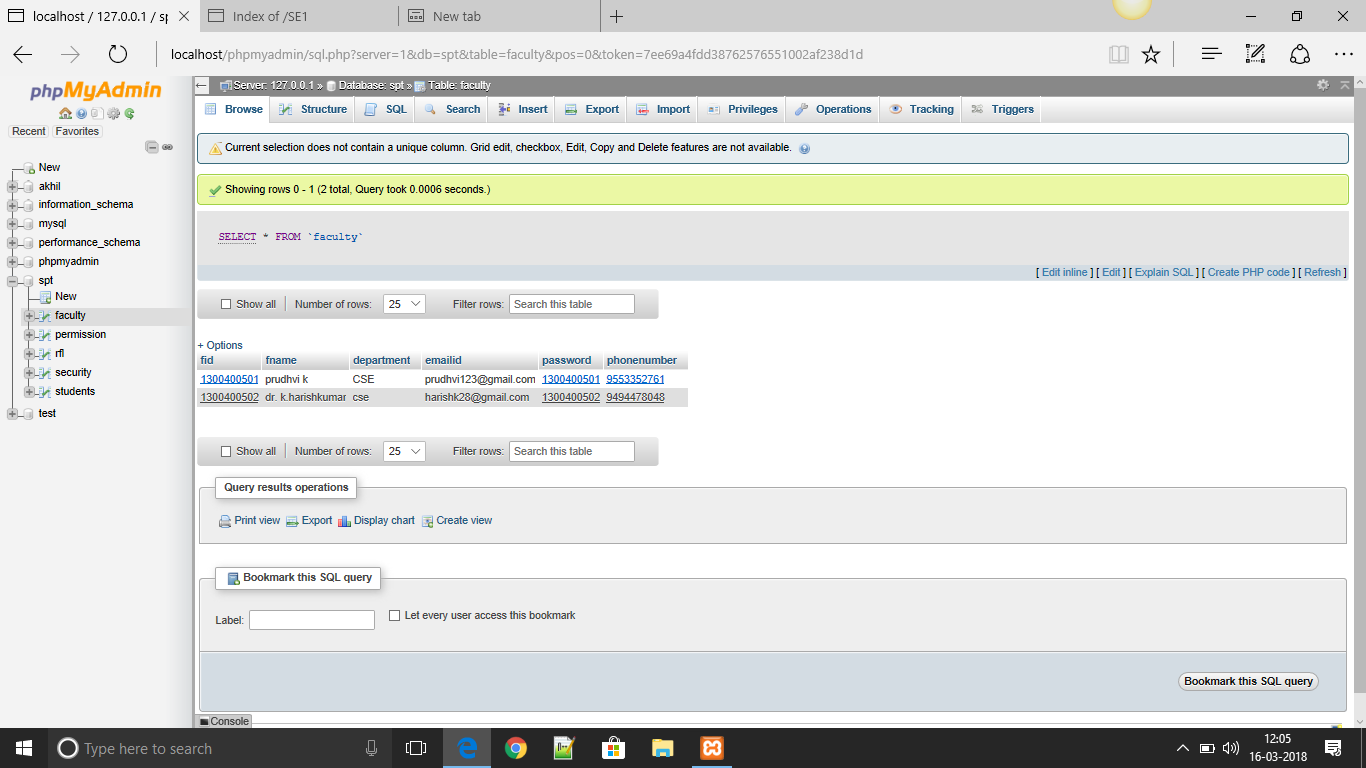 localhost / 127.0.0.1 / sp
Index of /SE1
New tab
localhost/phpmyadmin/sql.php?server=1&db=spt&table=faculty&pos=0&token=7ee69a4fdd38762576551002af238d1d
phpMyAdmin
Recent Favorites
New
akhil
information_schema
mysql
performance_schema
phpmyadmin
spt
New
faculty
permission
rfl
security
students
test
Server: 127.0.0.1 » Database: spt » Table: faculty
Browse Structure SQL Search Insert Export Import Privileges Operations Tracking Triggers
Current selection does not contain a unique column. Grid edit, checkbox, Edit, Copy and Delete features are not available.
Showing rows 0 - 1 (2 total, Query took 0.0006 seconds.)
SELECT * FROM `faculty`
[ Edit inline ] [ Edit ] [ Explain SQL ] [ Create PHP code ] [ Refresh ]
Show all Number of rows: 25 Filter rows: Search this table
+ Options
fid fname department emailid password phonenumber
1300400501 prudhvi k CSE prudhvi123@gmail.com 1300400501 9553352761
1300400502 dr. k.harishkumar cse harishk28@gmail.com 1300400502 9494478048
Show all Number of rows: 25 Filter rows: Search this table
Query results operations
Print view Export Display chart Create view
Bookmark this SQL query
Label: Let every user access this bookmark
Bookmark this SQL query
Console
Type here to search
12:05
16-03-2018